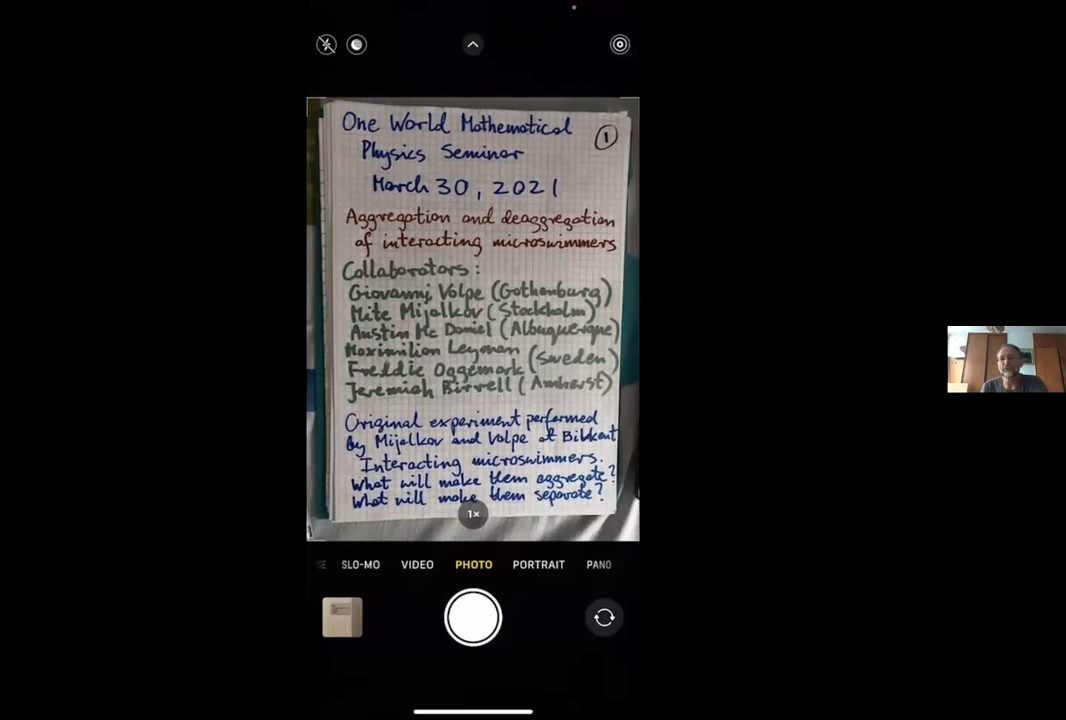 One World Mathematical
Physics Seminar
1
March 30, 2021
Aggregation and deaggregation
of interacting microswimmers
Collaborators:
Giovanni Volpe (Gothenburg)
Mite Mijalkov (Stockholm)
Austin Mc Daniel (Albuquerque)
Maximilian Leyman (Sweden)
Freddie Oggemark
Jeremiah Birrell (Amherst)
Original experiment performed
by Mijalkov and Volpe at Bilkent
Interacting microswimmers.
What will make them aggregate?
What will make them separate?
1×
SLO-MO VIDEO PHOTO PORTRAIT PANO